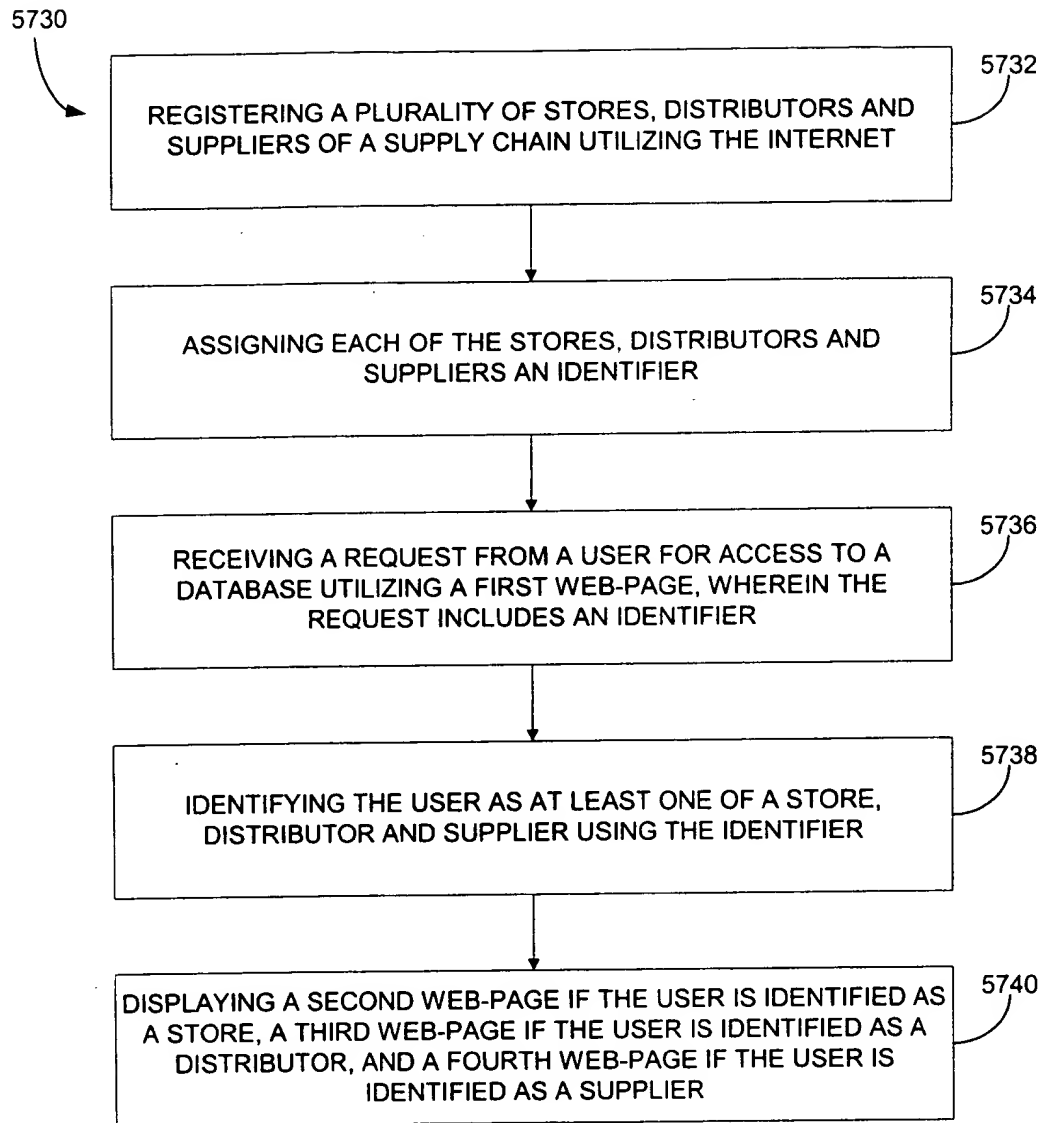 5730
5732
REGISTERING A PLURALITY OF STORES, DISTRIBUTORS AND
SUPPLIERS OF A SUPPLY CHAIN UTILIZING THE INTERNET
5734
ASSIGNING EACH OF THE STORES, DISTRIBUTORS AND
SUPPLIERS AN IDENTIFIER
5736
RECEIVING A REQUEST FROM A USER FOR ACCESS TO A
DATABASE UTILIZING A FIRST WEB-PAGE, WHEREIN THE
REQUEST INCLUDES AN IDENTIFIER
5738
IDENTIFYING THE USER AS AT LEAST ONE OF A STORE,
DISTRIBUTOR AND SUPPLIER USING THE IDENTIFIER
5740
DISPLAYING A SECOND WEB-PAGE IF THE USER IS IDENTIFIED AS
A STORE, A THIRD WEB-PAGE IF THE USER IS IDENTIFIED AS A
DISTRIBUTOR, AND A FOURTH WEB-PAGE IF THE USER IS
IDENTIFIED AS A SUPPLIER